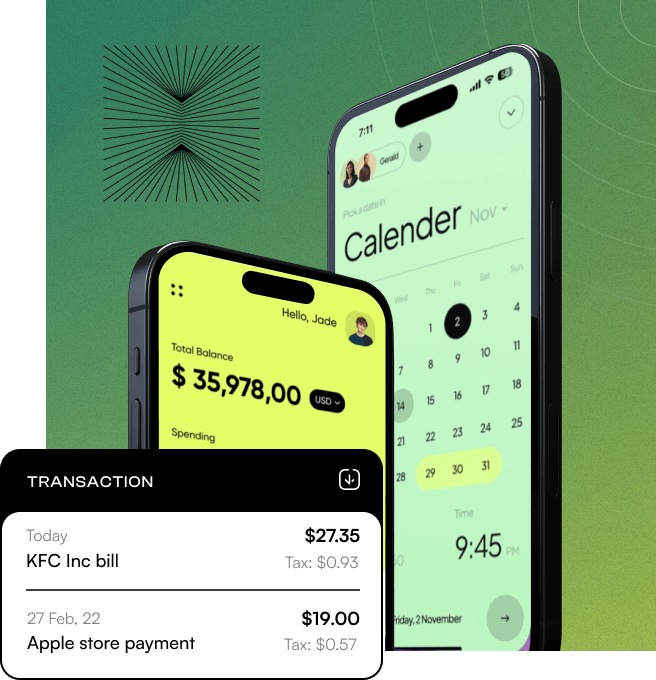 7:11
Gerald
+
Pick a date in
Calender Nov
Wed Thu Fri Sat Sun
1 2 3 4
7 8 9 10 11
14 15 16 17 18
21 22 23 24 25
28 29 30 31
Time
9:45 PM
Friday, 2 November
Hello, Jade
Total Balance
$ 35,978,00 USD
Spending
TRANSACTION
Today $27.35
KFC Inc bill Tax: $0.93
27 Feb, 22 $19.00
Apple store payment Tax: $0.57